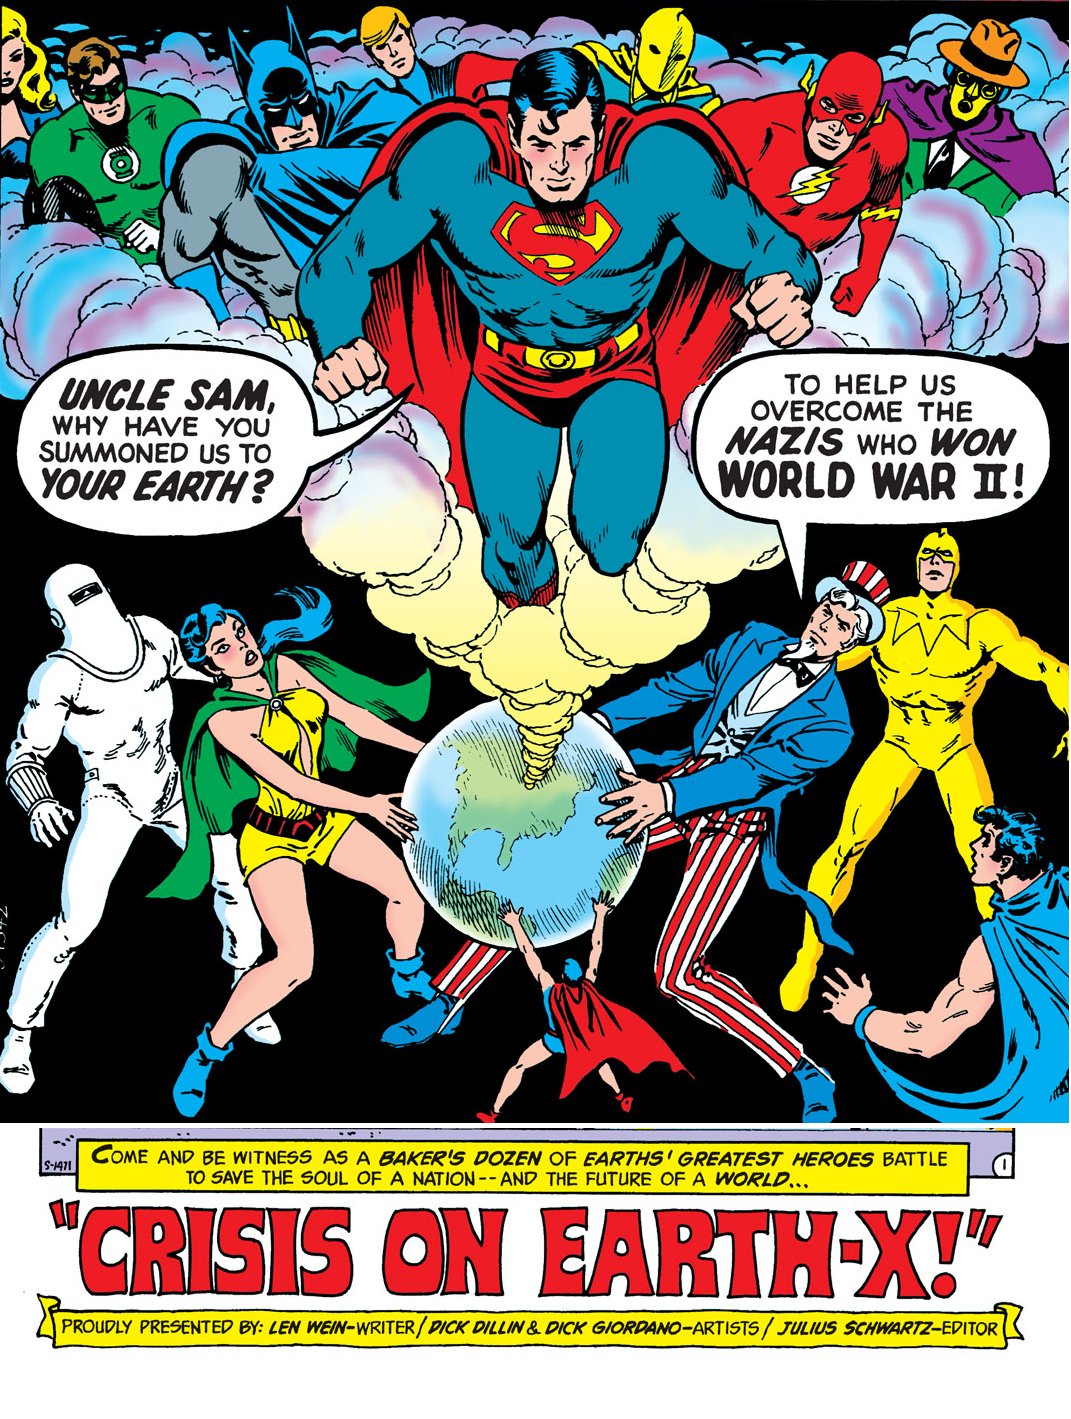 UNCLE SAM,
WHY HAVE YOU
SUMMONED US TO
YOUR EARTH?
TO HELP US
OVERCOME THE
NAZIS WHO WON
WORLD WAR II!
S-1471
1
COME AND BE WITNESS AS A BAKER'S DOZEN OF EARTHS' GREATEST HEROES BATTLE
TO SAVE THE SOUL OF A NATION--AND THE FUTURE OF A WORLD...
"CRISIS ON EARTH-X!"
PROUDLY PRESENTED BY: LEN WEIN-WRITER/DICK DILLIN & DICK GIORDANO-ARTISTS/JULIUS SCHWARTZ-EDITOR